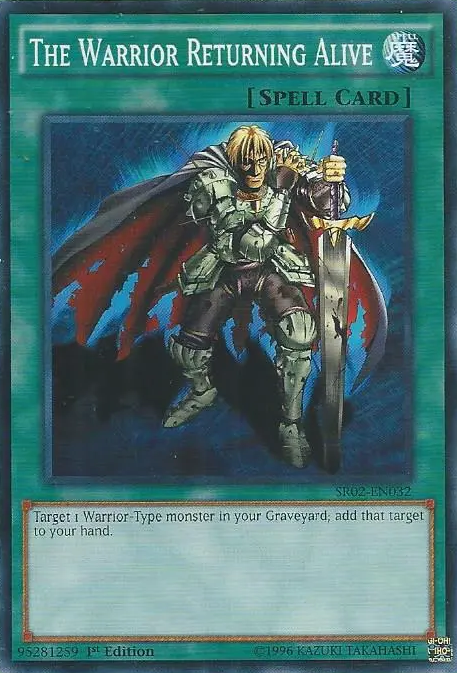 The Warrior Returning Alive
魔
[Spell Card]
SR02-EN032
Target 1 Warrior-Type monster in your Graveyard; add that target
to your hand.
95281259
1st Edition
©1996 KAZUKI TAKAHASHI